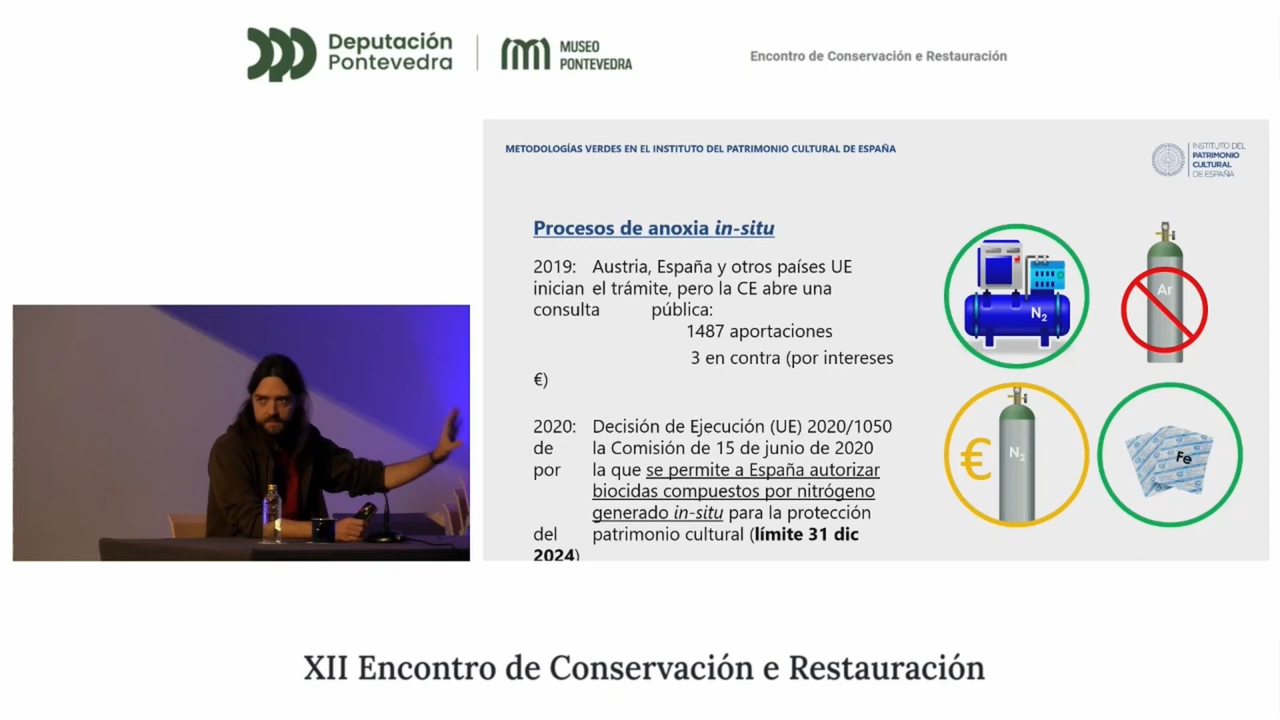 Deputación
Pontevedra
MUSEO
PONTEVEDRA
Encontro de Conservación e Restauración
METODOLOGÍAS VERDES EN EL INSTITUTO DEL PATRIMONIO CULTURAL DE ESPAÑA
INSTITUTO DEL
PATRIMONIO
CULTURAL
DE ESPAÑA
Procesos de anoxia in-situ
2019: Austria, España y otros países UE
inician el trámite, pero la CE abre una
consulta pública:
1487 aportaciones
3 en contra (por intereses
€)
2020: Decisión de Ejecución (UE) 2020/1050
de la Comisión de 15 de junio de 2020
por la que se permite a España autorizar
biocidas compuestos por nitrógeno
generado in-situ para la protección
del patrimonio cultural (límite 31 dic
2024)
N2
Ar
€
N2
Fe
XII Encontro de Conservación e Restauración